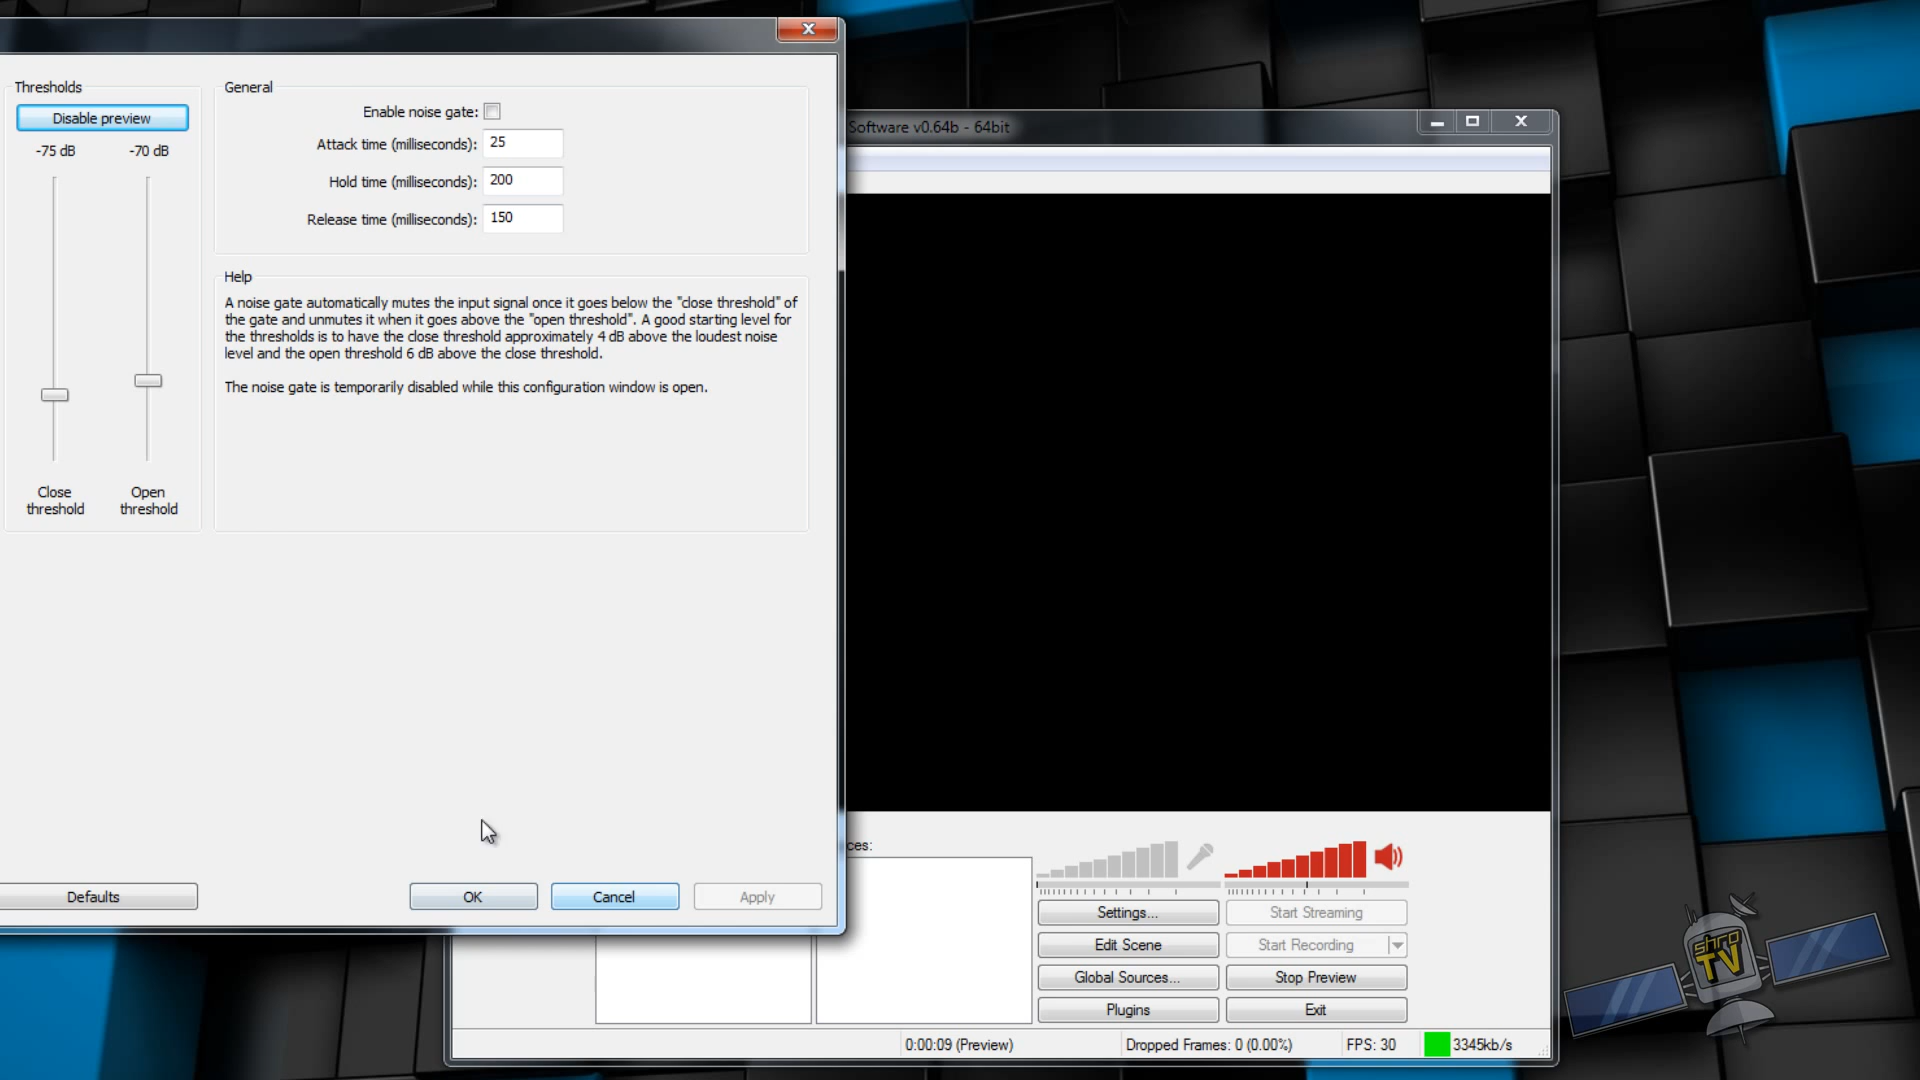 Thresholds
Disable preview
-75 dB
-70 dB
Close
threshold
Open
threshold
General
Enable noise gate:
Attack time (milliseconds): 25
Hold time (milliseconds): 200
Release time (milliseconds): 150
Help
A noise gate automatically mutes the input signal once it goes below the "close threshold" of
the gate and unmutes it when it goes above the "open threshold". A good starting level for
the thresholds is to have the close threshold approximately 4 dB above the loudest noise
level and the open threshold 6 dB above the close threshold.
The noise gate is temporarily disabled while this configuration window is open.
Defaults
OK
Cancel
Apply
Software v0.64b - 64bit
ces:
Settings...
Start Streaming
Edit Scene
Start Recording
Global Sources...
Stop Preview
Plugins
Exit
0:00:09 (Preview)
Dropped Frames: 0 (0.00%)
FPS: 30
3345kb/s
shro
TV